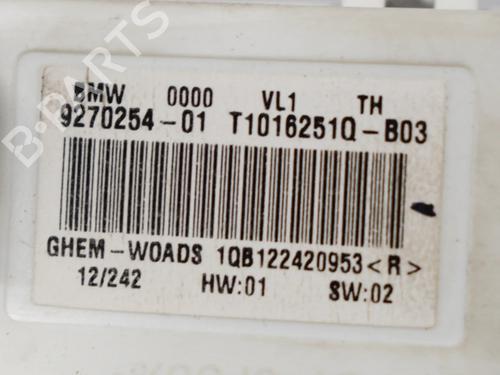 BMW 0000 VL1 TH
9270254-01 T1016251Q-B03
GHEM-WOADS 1QB122420953<R>
12/242 HW:01 SW:02
B-PARTS